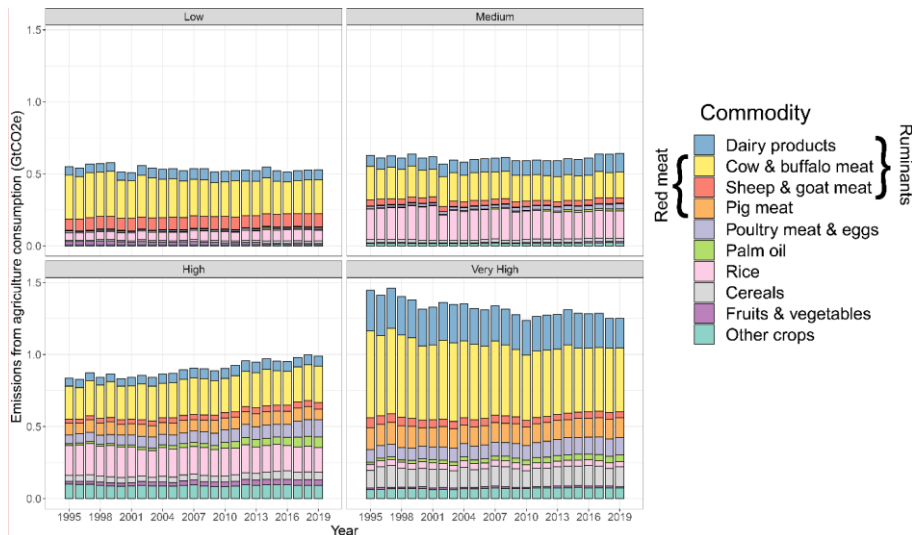 Low
Medium
1.5
1.0
0.5
0.0
High
Very High
1.5
1.0
0.5
0.0
1995 1998 2001 2004 2007 2010 2013 2016 2019
1995 1998 2001 2004 2007 2010 2013 2016 2019
Year
Emissions from agriculture consumption (GtCO2e)
Commodity
Dairy products
Cow & buffalo meat
Sheep & goat meat
Pig meat
Poultry meat & eggs
Palm oil
Rice
Cereals
Fruits & vegetables
Other crops
Red meat
Ruminants